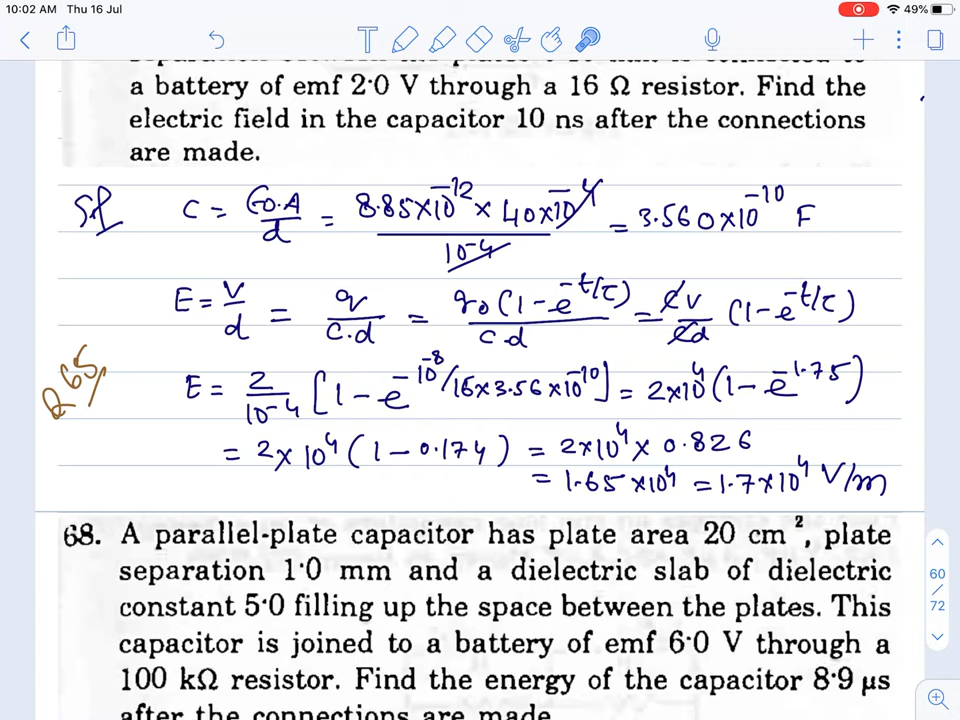 10:02 AM Thu 16 Jul
49%
a battery of emf 2·0 V through a 16 Ω resistor. Find the
electric field in the capacitor 10 ns after the connections
are made.
Sol C = ϵ0.A/d = 8.85×10^-12 × 40×10^-4 / 10^-4 = 3.560×10^-10 F
E = V/d = q/C.d = q0(1-e^-t/τ)/cd = CV/Cd (1-e^-t/τ)
R65/
E = 2/10^-4 [1-e^-10^-8/16×3.56×10^-10] = 2×10^4 (1-e^-1.75)
= 2×10^4 (1-0.174) = 2×10^4 × 0.826
= 1.65×10^4 = 1.7×10^4 V/m
68. A parallel-plate capacitor has plate area 20 cm², plate
separation 1·0 mm and a dielectric slab of dielectric
constant 5·0 filling up the space between the plates. This
capacitor is joined to a battery of emf 6·0 V through a
100 kΩ resistor. Find the energy of the capacitor 8·9 μs
after the connections are made.
60
/
72